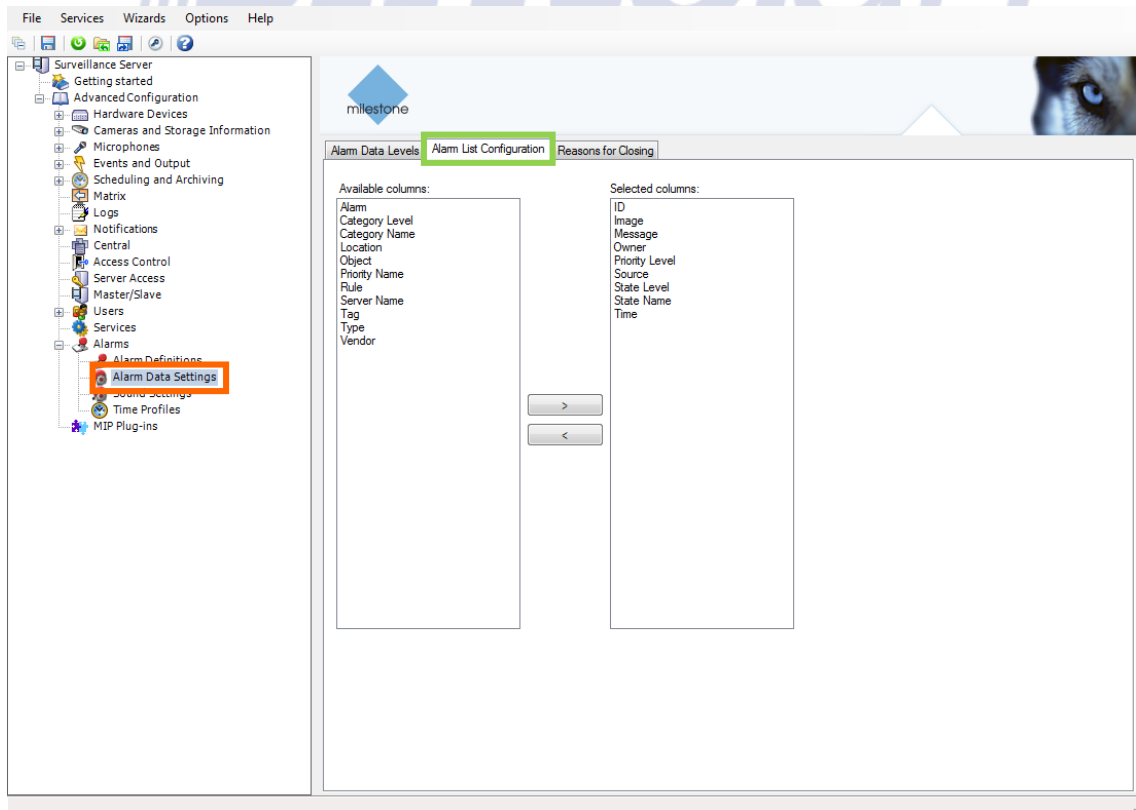 File Services Wizards Options Help
Surveillance Server
Getting started
Advanced Configuration
Hardware Devices
Cameras and Storage Information
Microphones
Events and Output
Scheduling and Archiving
Matrix
Logs
Notifications
Central
Access Control
Server Access
Master/Slave
Users
Services
Alarms
Alarm Definitions
Alarm Data Settings
Sound Settings
Time Profiles
MIP Plug-ins
milestone
Alarm Data Levels Alarm List Configuration Reasons for Closing
Available columns:
Alarm
Category Level
Category Name
Location
Object
Priority Name
Rule
Server Name
Tag
Type
Vendor
>
<
Selected columns:
ID
Image
Message
Owner
Priority Level
Source
State Level
State Name
Time